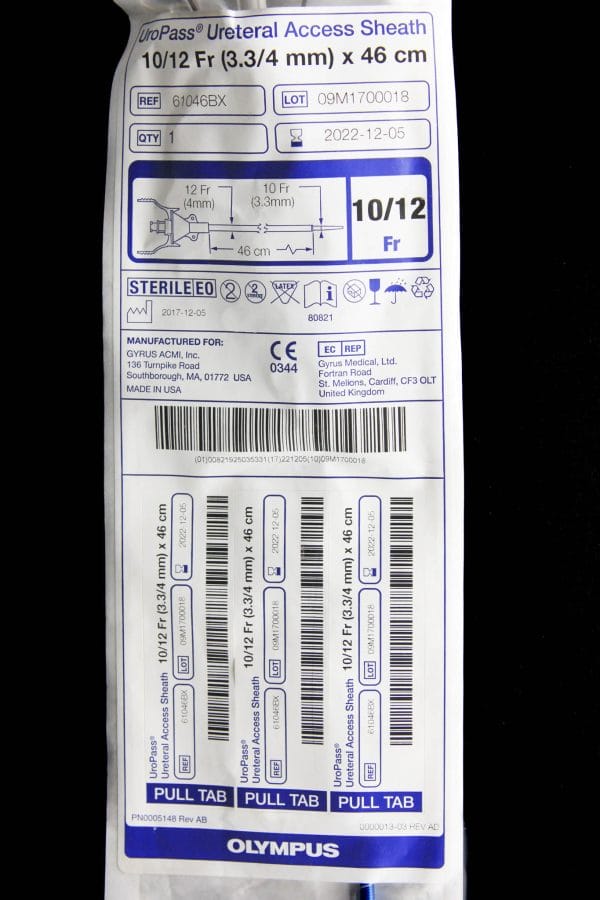 UroPass® Ureteral Access Sheath
10/12 Fr (3.3/4 mm) x 46 cm
REF 61046BX
LOT 09M1700018
QTY 1
2022-12-05
12 Fr
(4mm)
10 Fr
(3.3mm)
46 cm
10/12
Fr
STERILE EO
2
2
LATEX
i
2017-12-05
80821
MANUFACTURED FOR:
GYRUS ACMI, Inc.
136 Turnpike Road
Southborough, MA, 01772 USA
MADE IN USA
CE
0344
EC REP
Gyrus Medical, Ltd.
Fortran Road
St. Mellons, Cardiff, CF3 OLT
United Kingdom
(01)00821925035331(17)221205(10)09M1700018
UroPass®
Ureteral Access Sheath 10/12 Fr (3.3/4 mm) x 46 cm
REF 61046BX LOT 09M1700018 2022-12-05
PULL TAB
UroPass®
Ureteral Access Sheath 10/12 Fr (3.3/4 mm) x 46 cm
REF 61046BX LOT 09M1700018 2022-12-05
PULL TAB
UroPass®
Ureteral Access Sheath 10/12 Fr (3.3/4 mm) x 46 cm
REF 61046BX LOT 09M1700018 2022-12-05
PULL TAB
PN0005148 Rev AB
0000013-03 REV AD
OLYMPUS